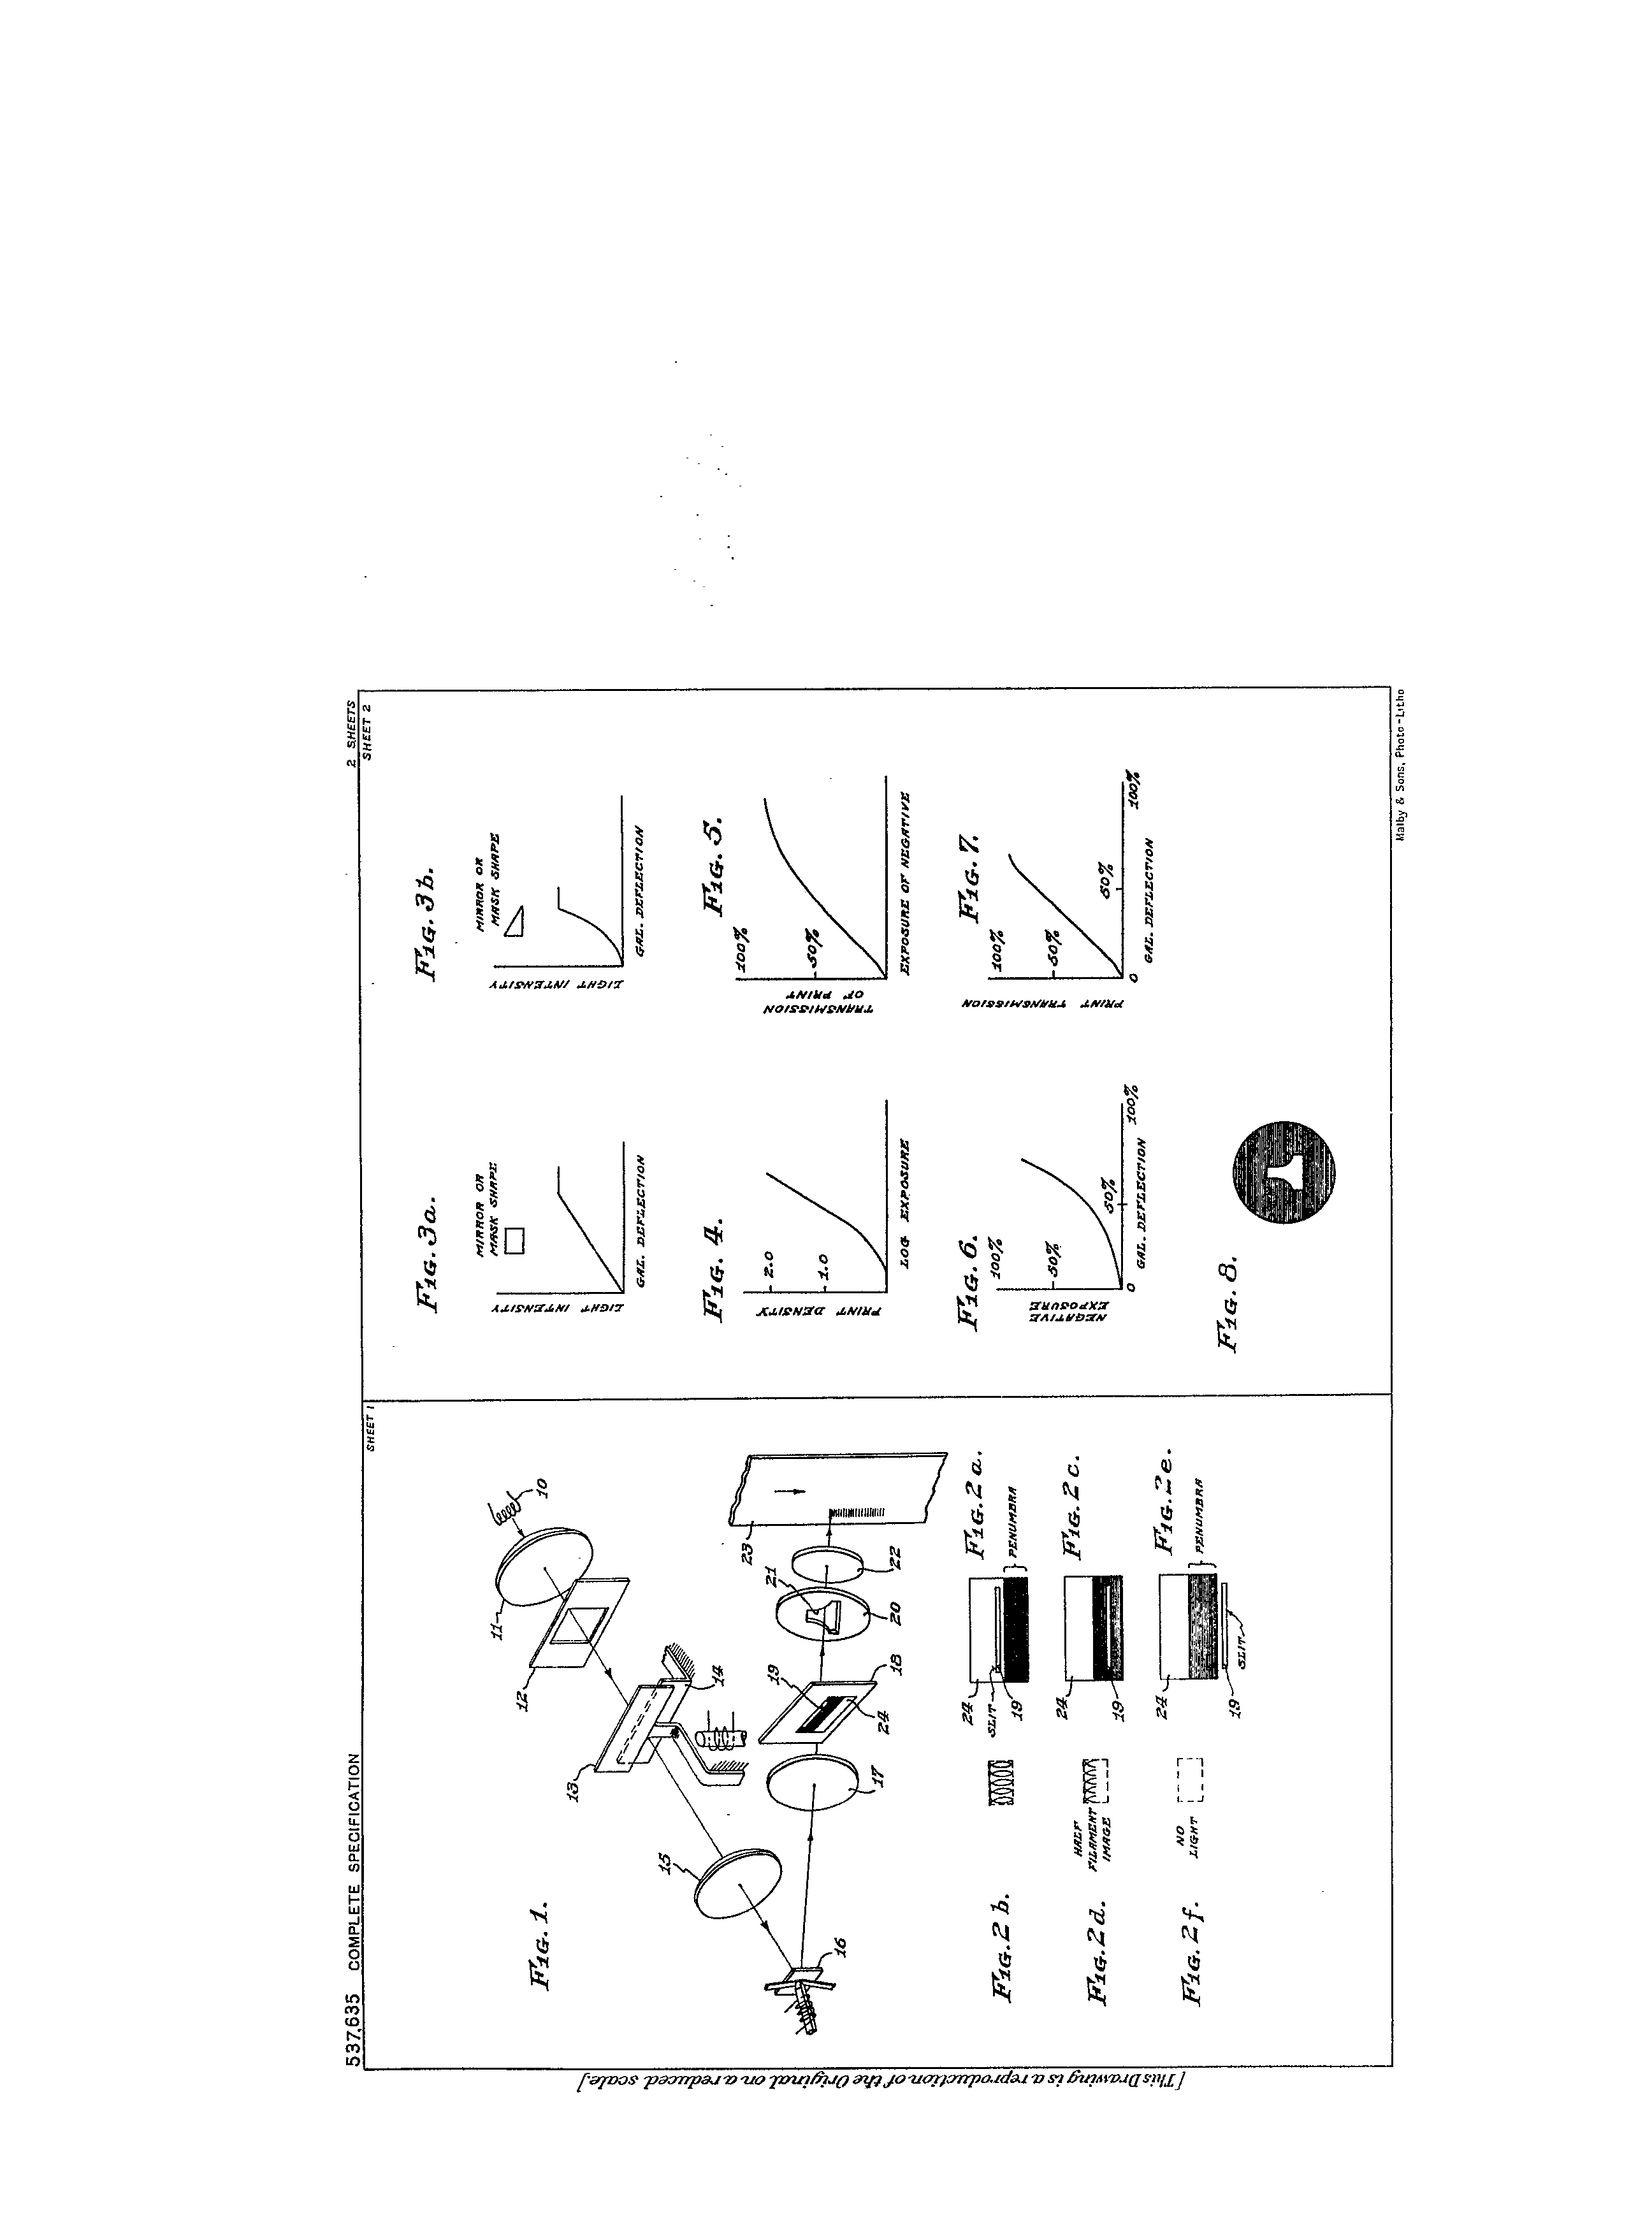 537,635 COMPLETE SPECIFICATION
SHEET 1
2 SHEETS
SHEET 2
[This Drawing is a reproduction of the Original on a reduced scale.]
Fig. 1.
10
11
12
13
14
15
16
17
18
19
20
21
22
23
24
Fig. 2b.
24
SLIT
19
Fig. 2a.
PENUMBRA
Fig. 2d.
HALF
FILAMENT
IMAGE
24
19
Fig. 2c.
Fig. 2f.
NO
LIGHT
24
19
SLIT
Fig. 2e.
PENUMBRA
Fig. 3a.
MIRROR OR
MASK SHAPE
LIGHT INTENSITY
GAL. DEFLECTION
Fig. 3b.
MIRROR OR
MASK SHAPE
LIGHT INTENSITY
GAL. DEFLECTION
Fig. 4.
2.0
1.0
PRINT DENSITY
LOG EXPOSURE
Fig. 5.
100%
50%
TRANSMISSION
OF PRINT
EXPOSURE OF NEGATIVE
Fig. 6.
100%
50%
NEGATIVE
EXPOSURE
0
50%
100%
GAL. DEFLECTION
Fig. 7.
100%
50%
PRINT TRANSMISSION
0
50%
100%
GAL. DEFLECTION
Fig. 8.
Malby & Sons, Photo-Litho